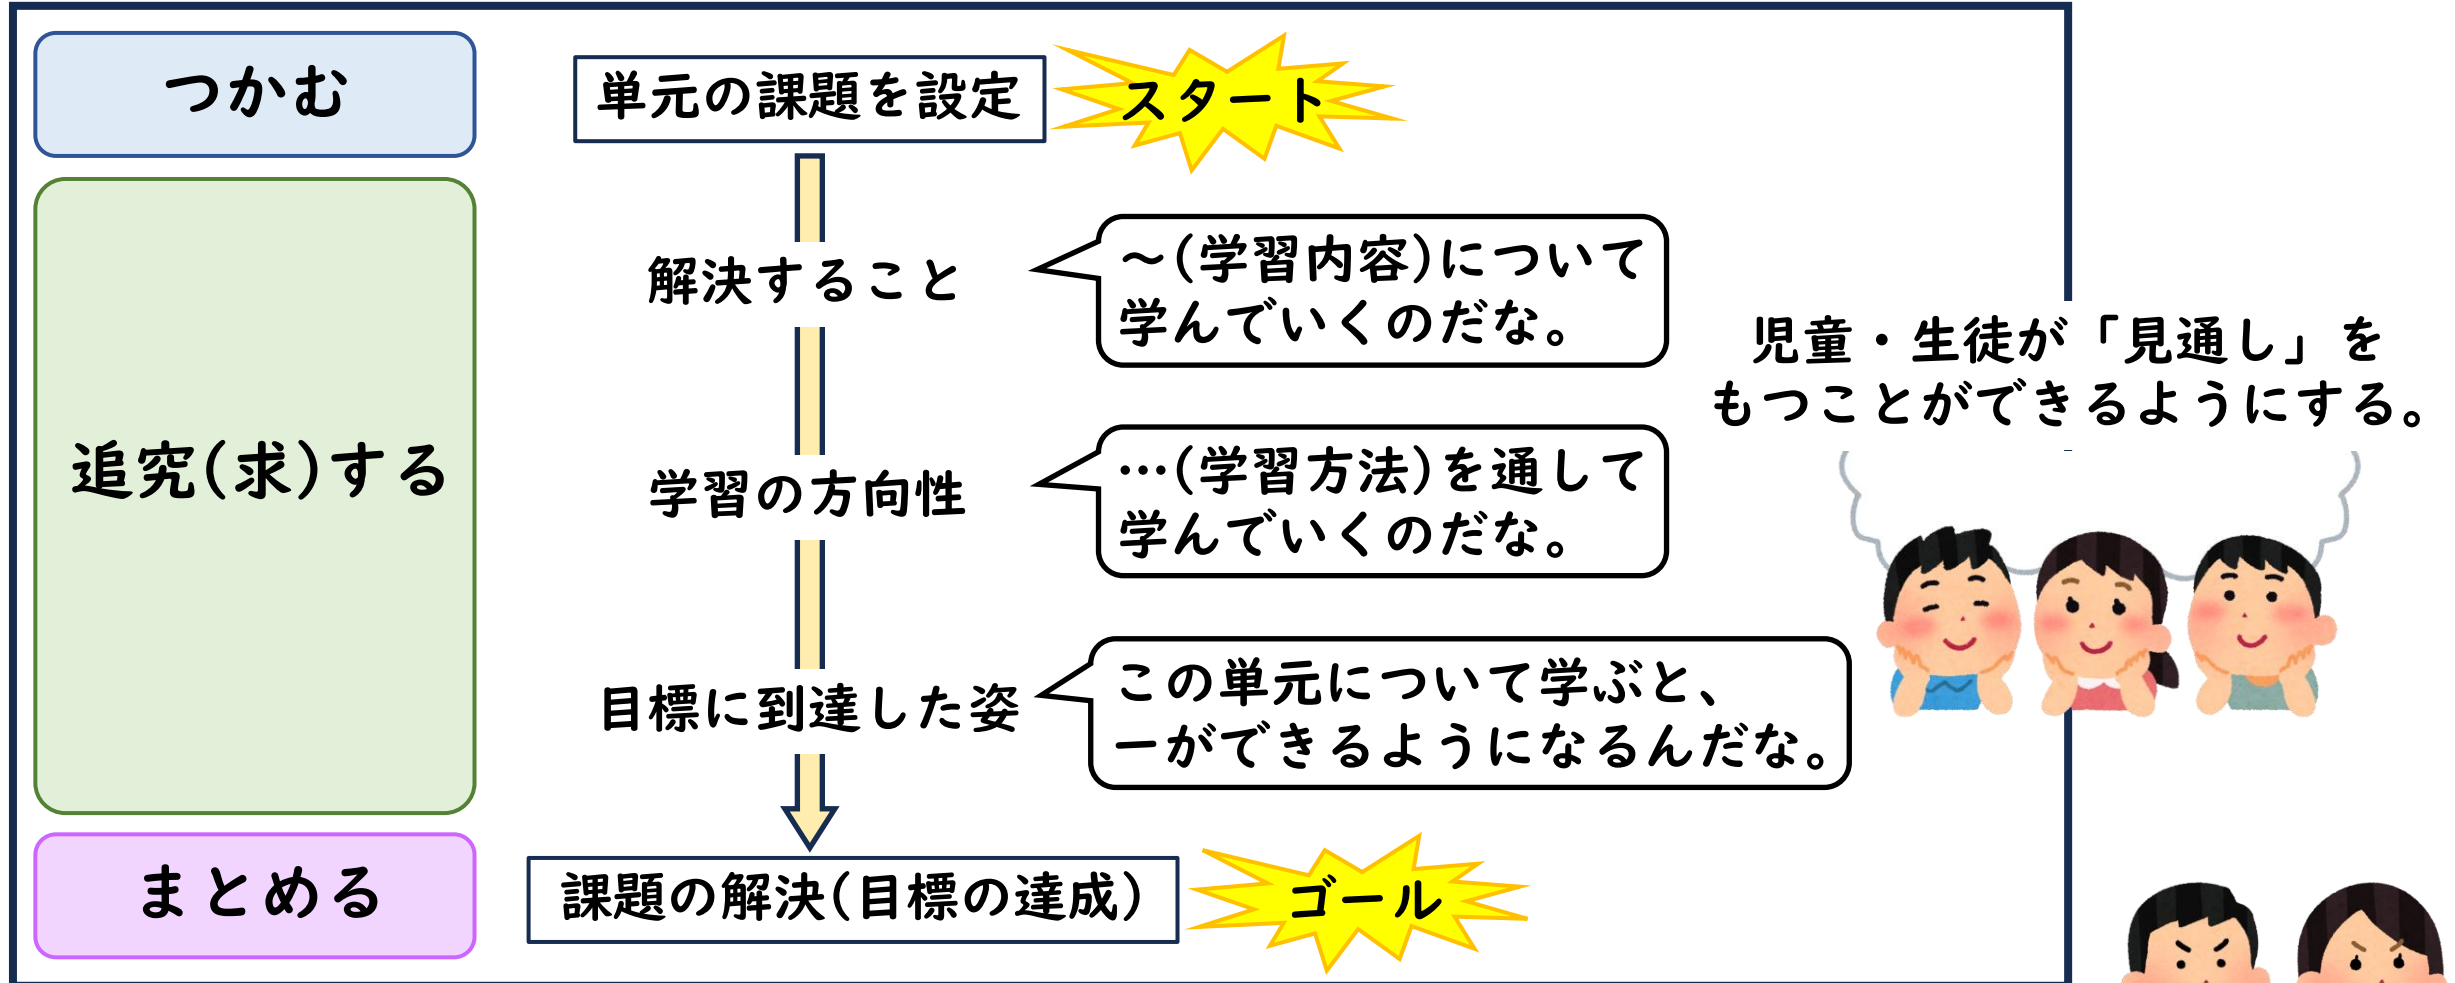 つかむ
単元の課題を設定
スタート
解決すること
～(学習内容)について
学んでいくのだな。
児童・生徒が「見通し」を
もつことができるようにする。
追究(求)する
学習の方向性
…(学習方法)を通して
学んでいくのだな。
目標に到達した姿
この単元について学ぶと、
ーができるようになるんだな。
まとめる
課題の解決(目標の達成)
ゴール